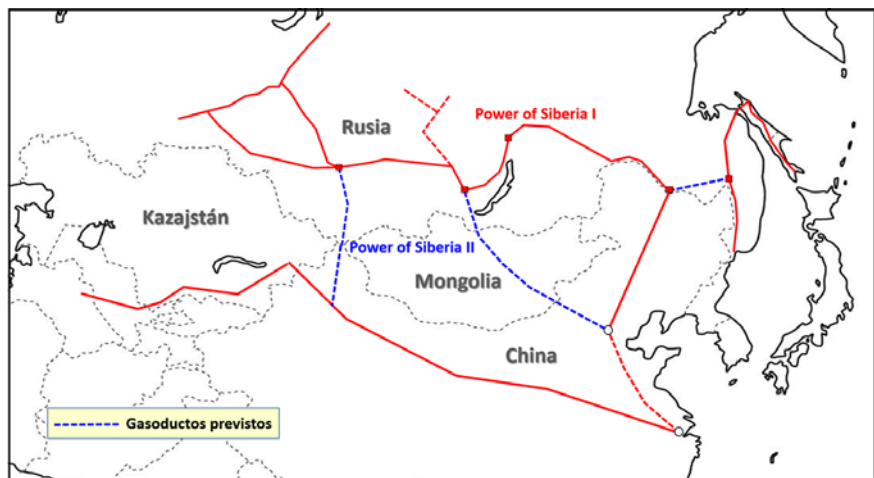 Power of Siberia I
Rusia
Kazajstán
Power of Siberia II
Mongolia
China
Gasoductos previstos